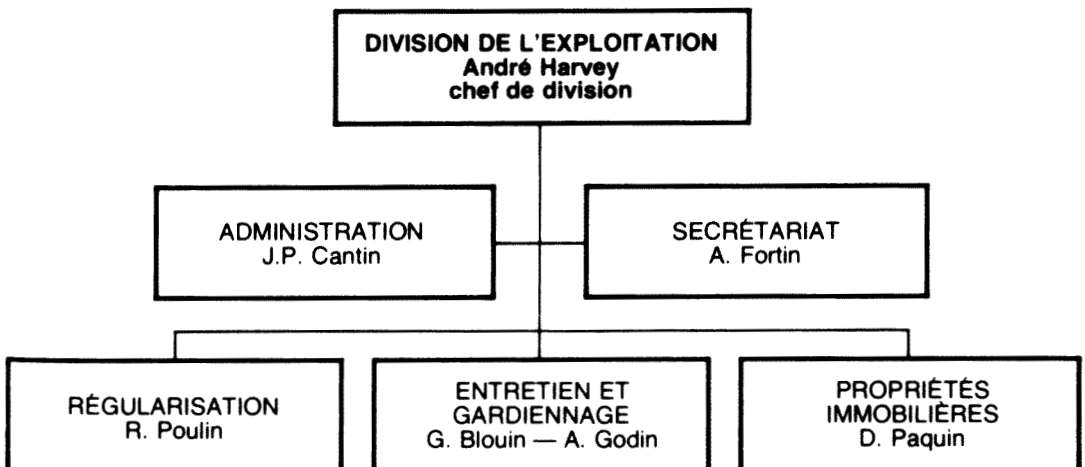 DIVISION DE L'EXPLOITATION
André Harvey
chef de division
ADMINISTRATION
J.P. Cantin
SECRÉTARIAT
A. Fortin
RÉGULARISATION
R. Poulin
ENTRETIEN ET
GARDIENNAGE
G. Blouin — A. Godin
PROPRIÉTÉS
IMMOBILIÈRES
D. Paquin